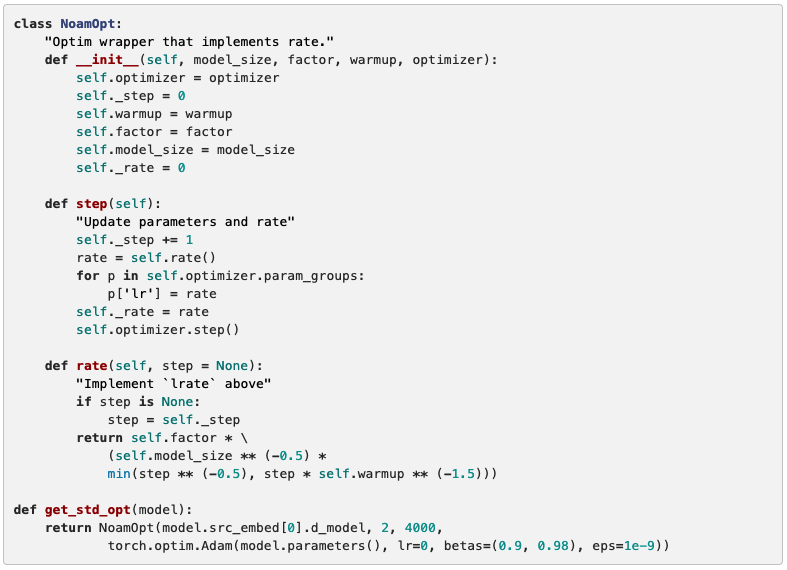 class NoamOpt:
    "Optim wrapper that implements rate."
    def __init__(self, model_size, factor, warmup, optimizer):
        self.optimizer = optimizer
        self._step = 0
        self.warmup = warmup
        self.factor = factor
        self.model_size = model_size
        self._rate = 0

    def step(self):
        "Update parameters and rate"
        self._step += 1
        rate = self.rate()
        for p in self.optimizer.param_groups:
            p['lr'] = rate
        self._rate = rate
        self.optimizer.step()

    def rate(self, step = None):
        "Implement `lrate` above"
        if step is None:
            step = self._step
        return self.factor * \
            (self.model_size ** (-0.5) *
            min(step ** (-0.5), step * self.warmup ** (-1.5)))

def get_std_opt(model):
    return NoamOpt(model.src_embed[0].d_model, 2, 4000,
            torch.optim.Adam(model.parameters(), lr=0, betas=(0.9, 0.98), eps=1e-9))